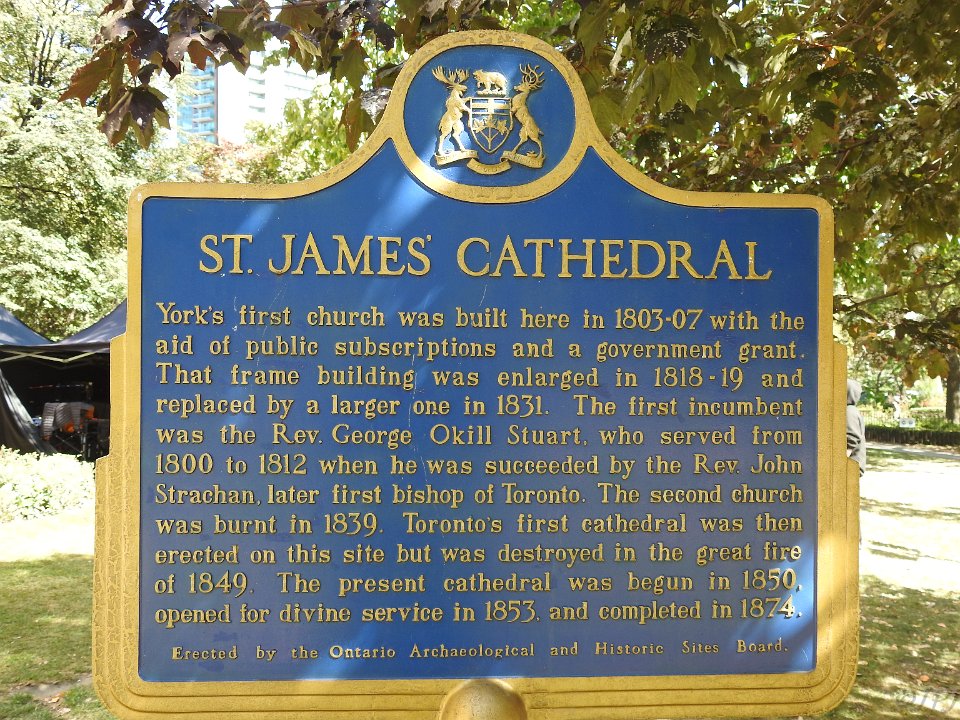 ST. JAMES' CATHEDRAL
York's first church was built here in 1803-07 with the
aid of public subscriptions and a government grant.
That frame building was enlarged in 1818-19 and
replaced by a larger one in 1831. The first incumbent
was the Rev. George Okill Stuart, who served from
1800 to 1812 when he was succeeded by the Rev. John
Strachan, later first bishop of Toronto. The second church
was burnt in 1839. Toronto's first cathedral was then
erected on this site but was destroyed in the great fire
of 1849. The present cathedral was begun in 1850,
opened for divine service in 1853, and completed in 1874.
Erected by the Ontario Archaeological and Historic Sites Board.